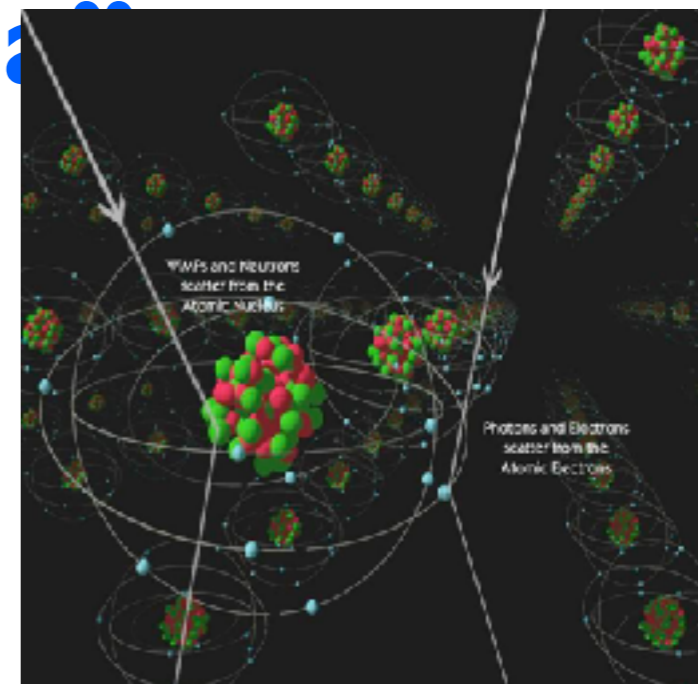 WIMPs and Neutrons
scatter from the
Atomic Nucleus
Photons and Electrons
scatter from the
Atomic Electrons